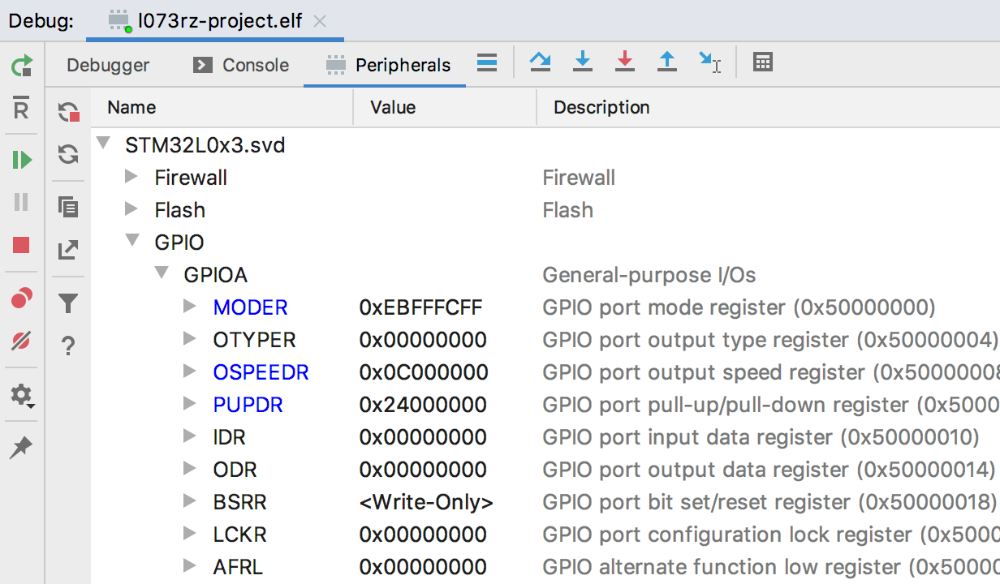 Debug: l073rz-project.elf
Debugger Console Peripherals
Name Value Description
STM32L0x3.svd
Firewall Firewall
Flash Flash
GPIO
GPIOA General-purpose I/Os
MODER 0xEBFFFCFF GPIO port mode register (0x50000000)
OTYPER 0x00000000 GPIO port output type register (0x50000004)
OSPEEDR 0x0C000000 GPIO port output speed register (0x50000008
PUPDR 0x24000000 GPIO port pull-up/pull-down register (0x5000
IDR 0x00000000 GPIO port input data register (0x50000010)
ODR 0x00000000 GPIO port output data register (0x50000014)
BSRR <Write-Only> GPIO port bit set/reset register (0x50000018)
LCKR 0x00000000 GPIO port configuration lock register (0x5000
AFRL 0x00000000 GPIO alternate function low register (0x5000